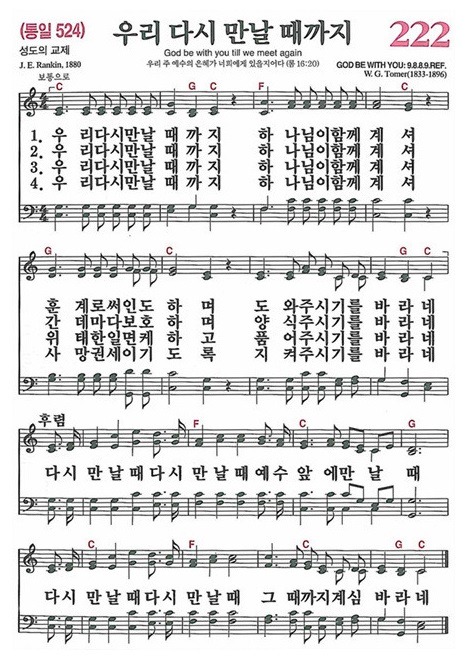 (통일 524)
우리 다시 만날 때까지
222
성도의 교제
God be with you till we meet again
J. E. Rankin, 1880
우리 주 예수의 은혜가 너희에게 있을지어다 (롬 16:20)
GOD BE WITH YOU: 9.8.8.9.REF.
W. G. Tomer(1833-1896)
보통으로
C G C F C
1. 우 리다시만날 때 까 지 하 나님이함께 계 셔
2. 우 리다시만날 때 까 지 하 나님이함께 계 셔
3. 우 리다시만날 때 까 지 하 나님이함께 계 셔
4. 우 리다시만날 때 까 지 하 나님이함께 계 셔
G C G C
훈 계로써인도 하 며 도 와주시기를 바 라 네
간 데마다보호 하 며 양 식주시기를 바 라 네
위 태한일면케 하 고 품 어주시기를 바 라 네
사 망권세이기 도 록 지 켜주시기를 바 라 네
후렴
C F C G
다시 만 날때 다시 만 날때 예수 앞 에만 날 때
C F C G C
다시 만 날때 다시 만 날때 그 때까지계심 바라네